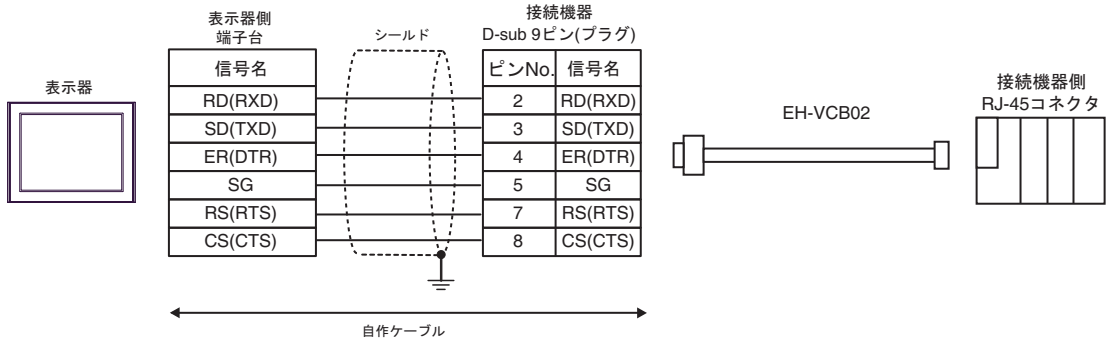 表示器
表示器側
端子台
シールド
接続機器
D-sub 9ピン(プラグ)
信号名
ピンNo. 信号名
RD(RXD) 2 RD(RXD)
SD(TXD) 3 SD(TXD)
ER(DTR) 4 ER(DTR)
SG 5 SG
RS(RTS) 7 RS(RTS)
CS(CTS) 8 CS(CTS)
自作ケーブル
EH-VCB02
接続機器側
RJ-45コネクタ